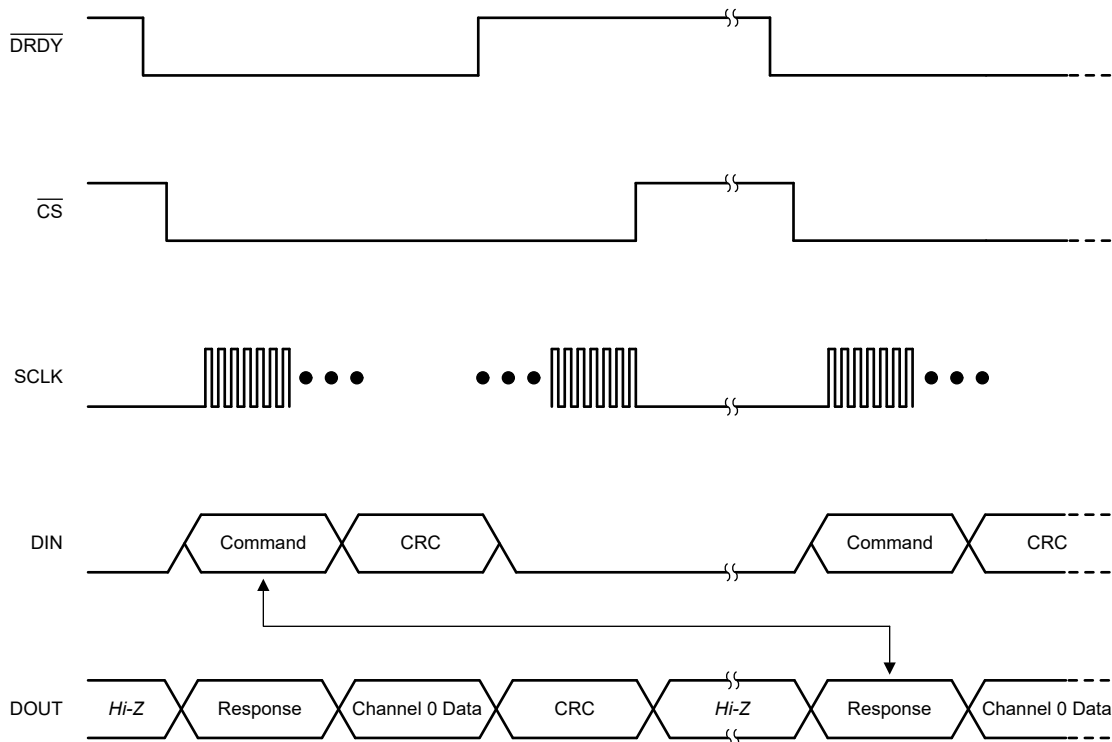 DRDY
CS
SCLK
DIN
Command
CRC
Command
CRC
DOUT
Hi-Z
Response
Channel 0 Data
CRC
Hi-Z
Response
Channel 0 Data